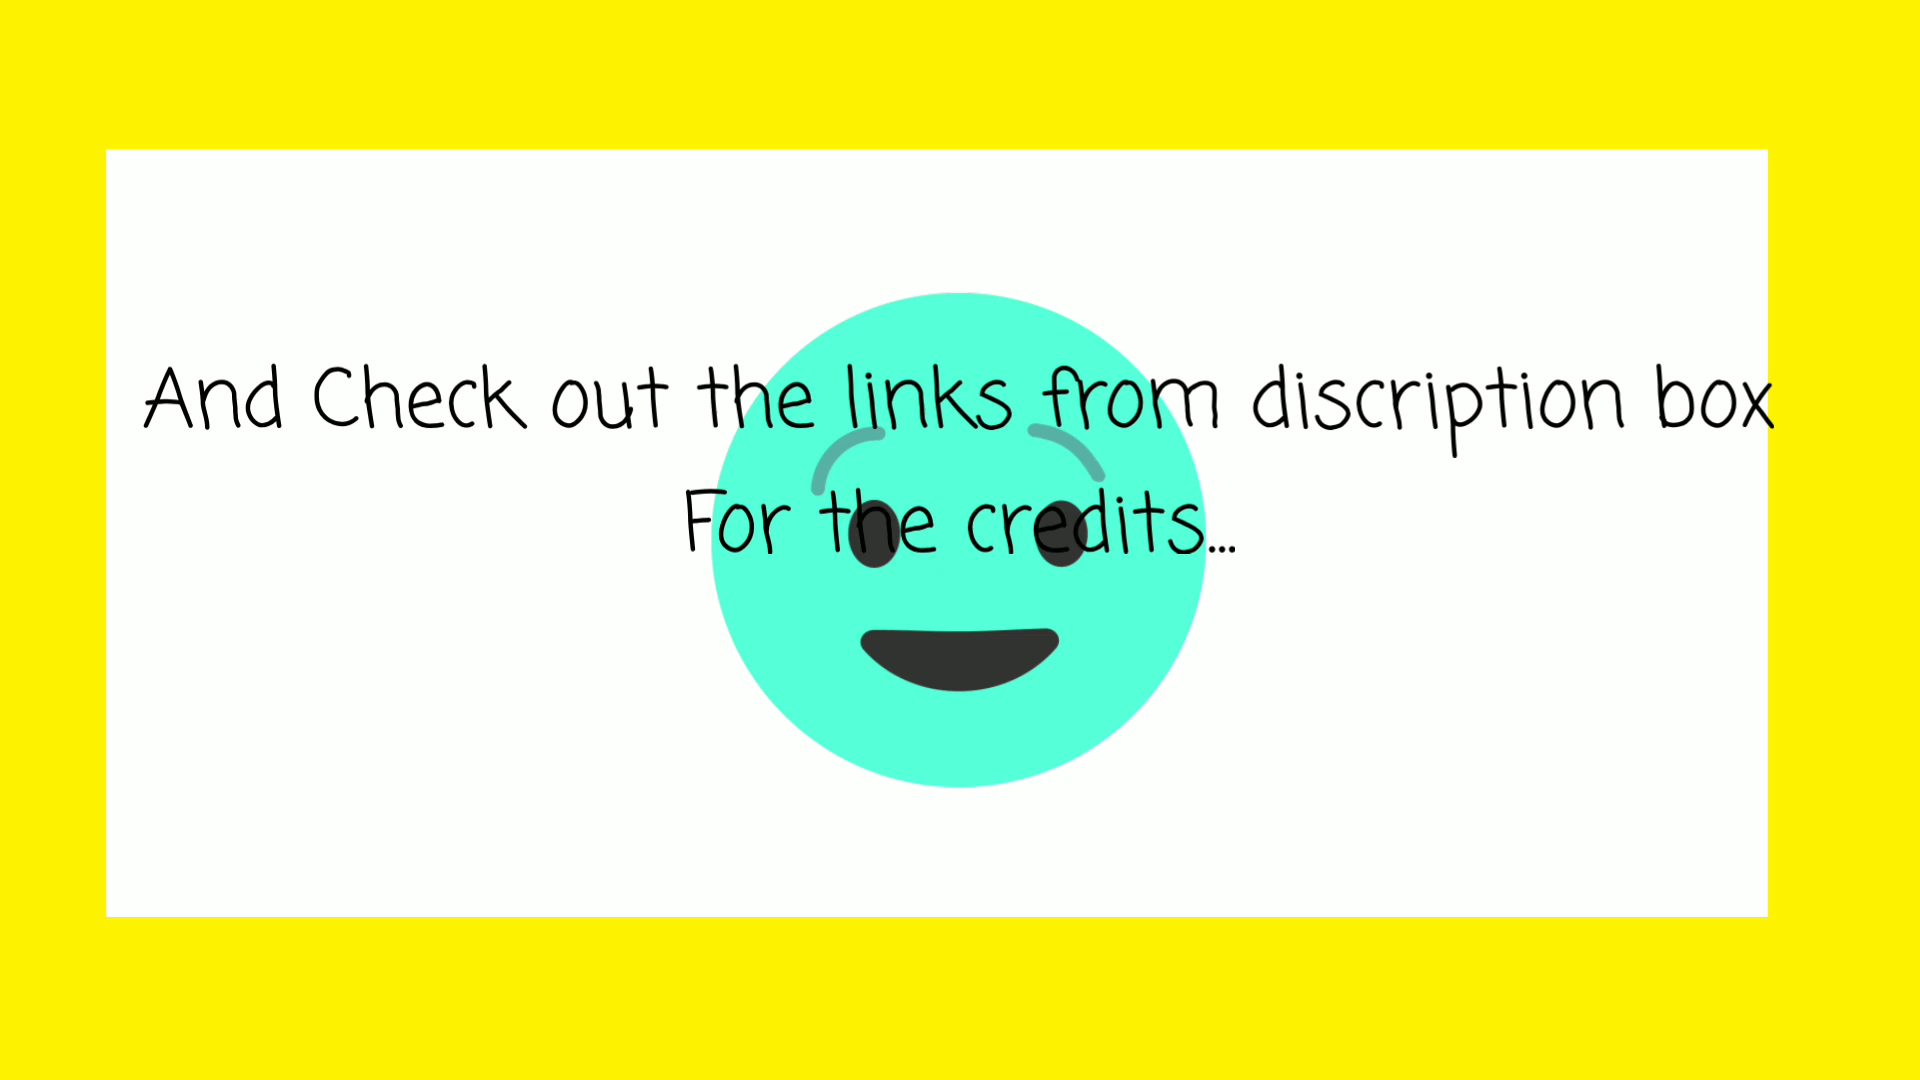 And Check out the links from discription box
For the credits...